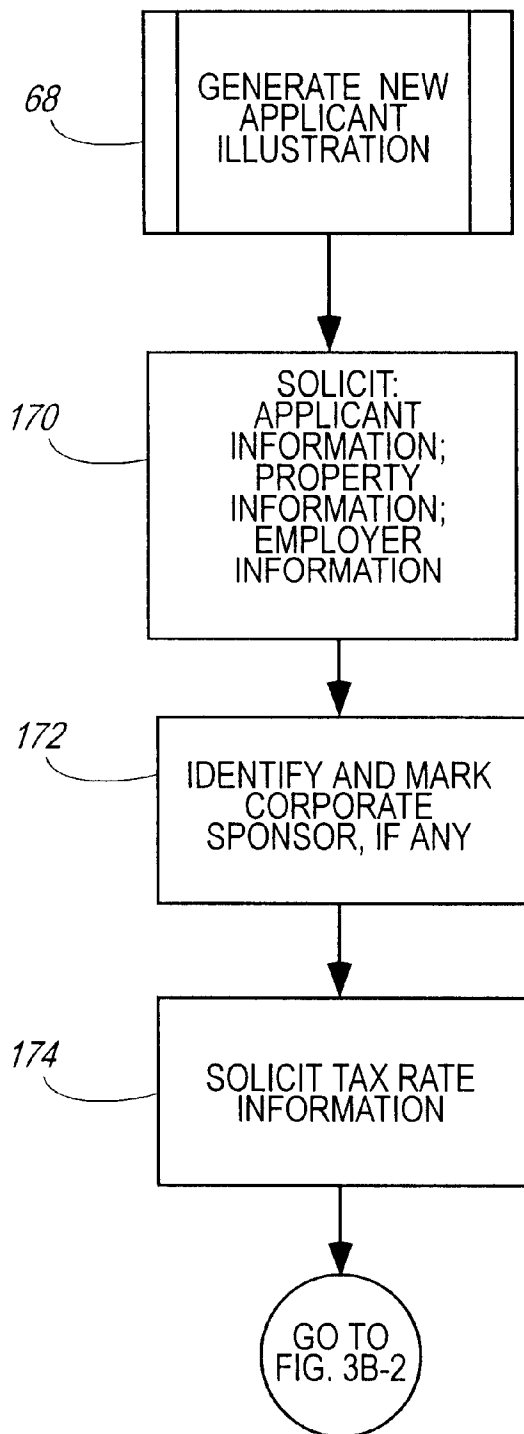 68
GENERATE NEW
APPLICANT
ILLUSTRATION
170
SOLICIT:
APPLICANT
INFORMATION;
PROPERTY
INFORMATION;
EMPLOYER
INFORMATION
172
IDENTIFY AND MARK
CORPORATE
SPONSOR, IF ANY
174
SOLICIT TAX RATE
INFORMATION
GO TO
FIG. 3B-2